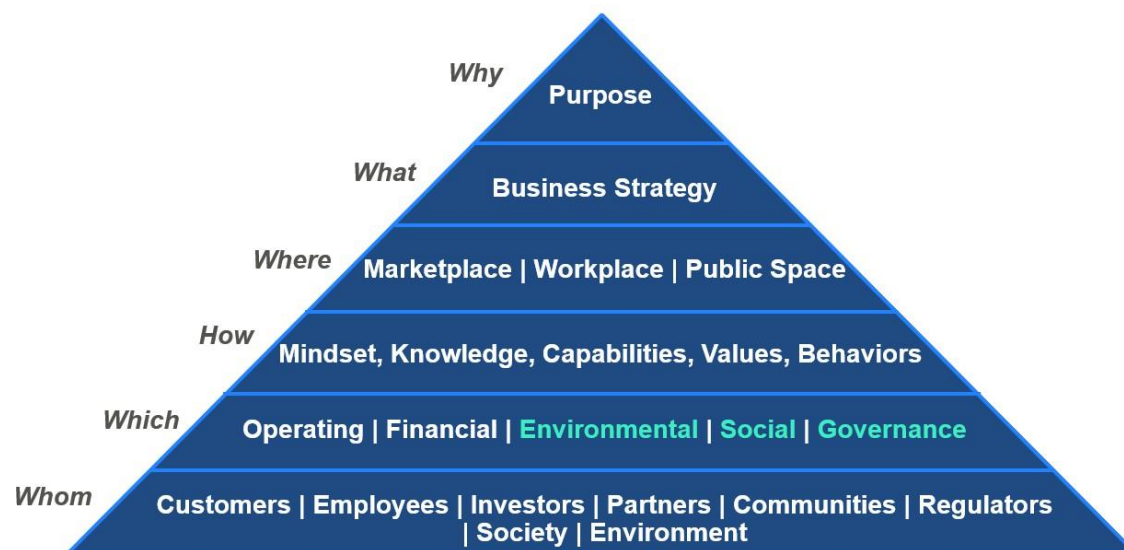 Why
Purpose
What
Business Strategy
Where
Marketplace | Workplace | Public Space
How
Mindset, Knowledge, Capabilities, Values, Behaviors
Which
Operating | Financial | Environmental | Social | Governance
Whom
Customers | Employees | Investors | Partners | Communities | Regulators
| Society | Environment